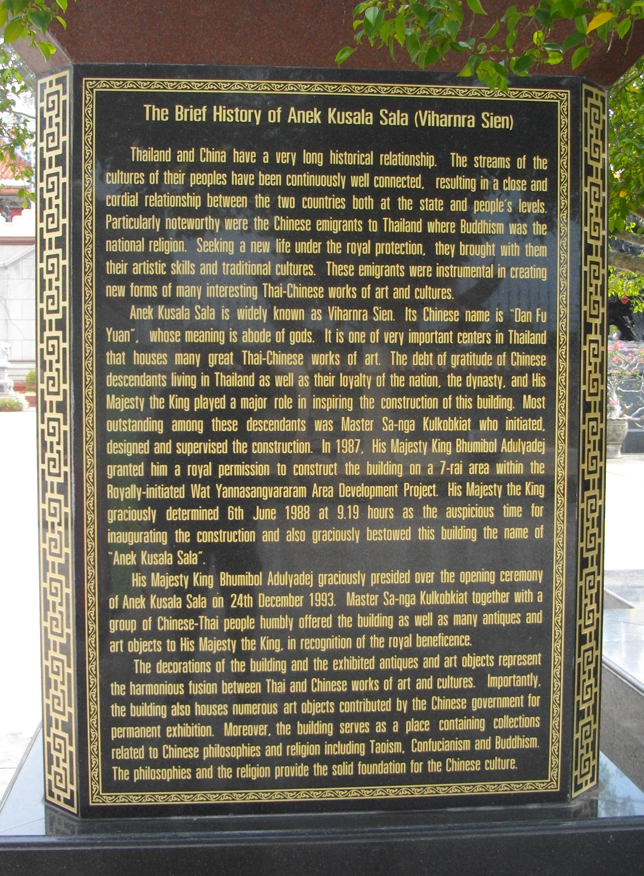 The Brief History of Anek Kusala Sala (Viharnra Sien)
Thailand and China have a very long historical relationship. The streams of the
cultures of their peoples have been continuously well connected, resulting in a close and
cordial relationship between the two countries both at the state and people's levels.
Particularly noteworthy were the Chinese emigrants to Thailand where Buddhism was the
national religion. Seeking a new life under the royal protection, they brought with them
their artistic skills and traditional cultures. These emigrants were instrumental in creating
new forms of many interesting Thai-Chinese works of art and cultures.
Anek Kusala Sala is widely known as Viharnra Sien. Its Chinese name is "Dan Fu
Yuan", whose meaning is abode of gods. It is one of very important centers in Thailand
that houses many great Thai-Chinese works of art. The debt of gratitude of Chinese
descendants living in Thailand as well as their loyalty of the nation, the dynasty, and His
Majesty the King played a major role in inspiring the construction of this building. Most
outstanding among these descendants was Master Sa-nga Kulkobkiat who initiated,
designed and supervised the construction. In 1987, His Majesty King Bhumibol Adulyadej
granted him a royal permission to construct the building on a 7-rai area within the
Royally-initiated Wat Yannasangvararam Area Development Project. His Majesty the King
graciously determined 6th June 1988 at 9.19 hours as the auspicious time for
inaugurating the construction and also graciously bestowed this building the name of
"Anek Kusala Sala".
His Majesty King Bhumibol Adulyadej graciously presided over the opening ceremony
of Anek Kusala Sala on 24th December 1993. Master Sa-nga Kulkobkiat together with a
group of Chinese-Thai people humbly offered the building as well as many antiques and
art objects to His Majesty the King, in recognition of the royal beneficence.
The decorations of the building and the exhibited antiques and art objects represent
the harmonious fusion between Thai and Chinese works of art and cultures. Importantly,
the building also houses numerous art objects contributed by the Chinese government for
permanent exhibition. Moreover, the building serves as a place containing collections
related to Chinese philosophies and religion including Taoism, Confucianism and Buddhism.
The philosophies and the religion provide the solid foundation for the Chinese culture.